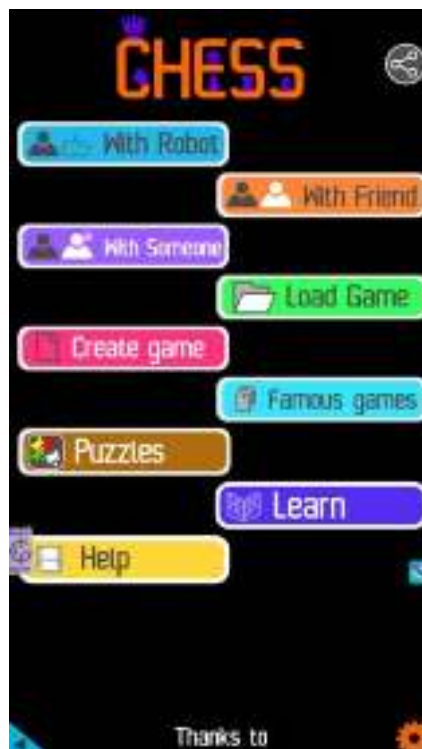 CHESS
With Robot
With Friend
With Someone
Load Game
Create game
Famous games
Puzzles
Learn
Help
Thanks to